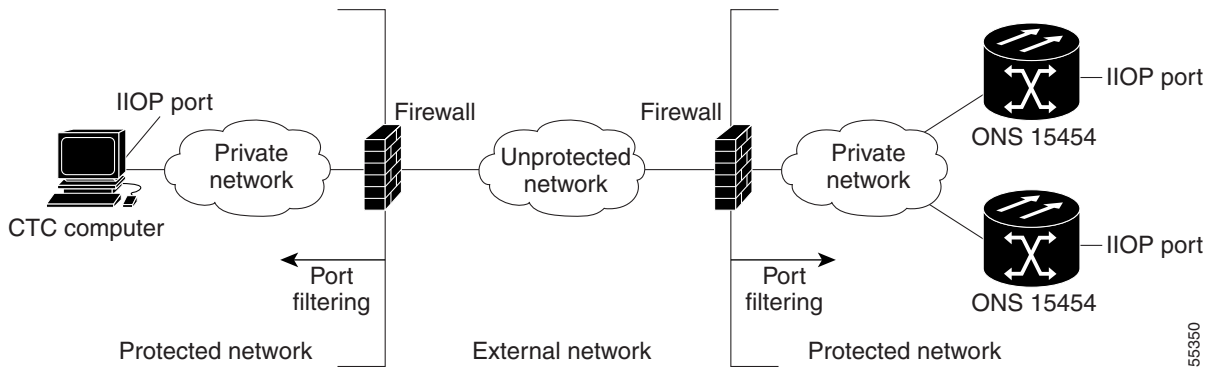 IIOP port
Firewall
Firewall
IIOP port
Private
network
Unprotected
network
Private
network
ONS 15454
CTC computer
IIOP port
Port
filtering
Port
filtering
ONS 15454
Protected network
External network
Protected network
55350